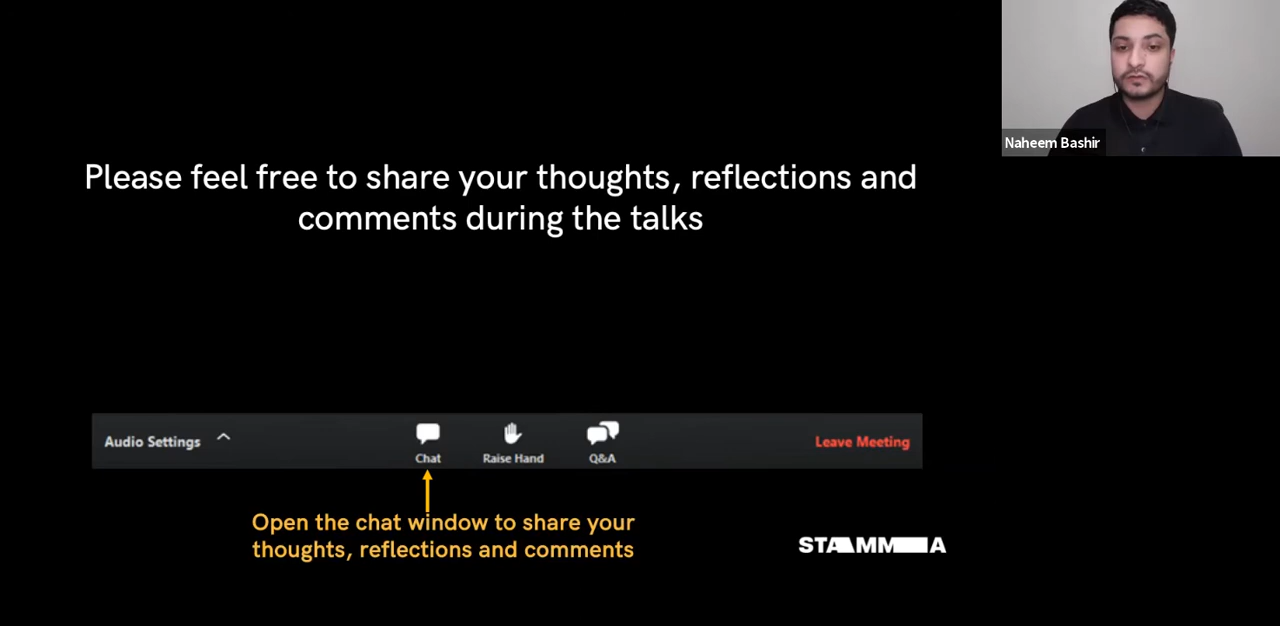 Naheem Bashir
Please feel free to share your thoughts, reflections and
comments during the talks
Audio Settings
Chat
Raise Hand
Q&A
Leave Meeting
Open the chat window to share your
thoughts, reflections and comments
STAMMA